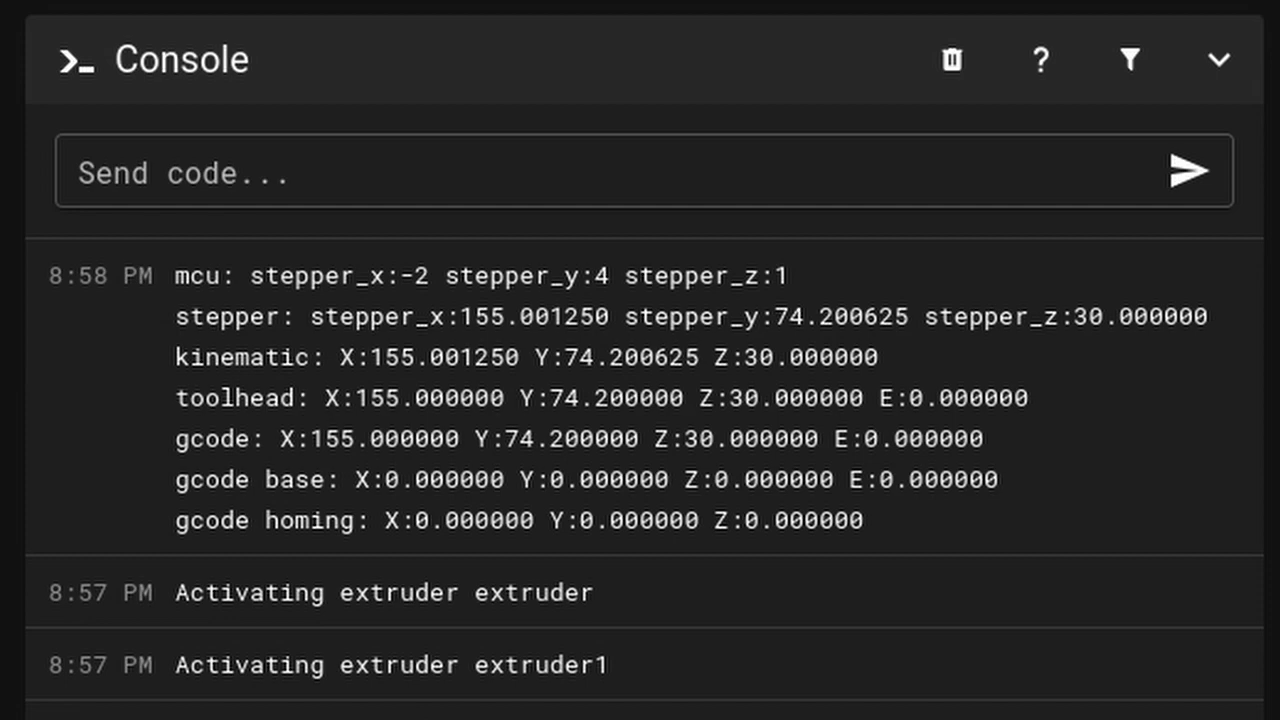 Console
Send code...
8:58 PM mcu: stepper_x:-2 stepper_y:4 stepper_z:1
stepper: stepper_x:155.001250 stepper_y:74.200625 stepper_z:30.000000
kinematic: X:155.001250 Y:74.200625 Z:30.000000
toolhead: X:155.000000 Y:74.200000 Z:30.000000 E:0.000000
gcode: X:155.000000 Y:74.200000 Z:30.000000 E:0.000000
gcode base: X:0.000000 Y:0.000000 Z:0.000000 E:0.000000
gcode homing: X:0.000000 Y:0.000000 Z:0.000000
8:57 PM Activating extruder extruder
8:57 PM Activating extruder extruder1